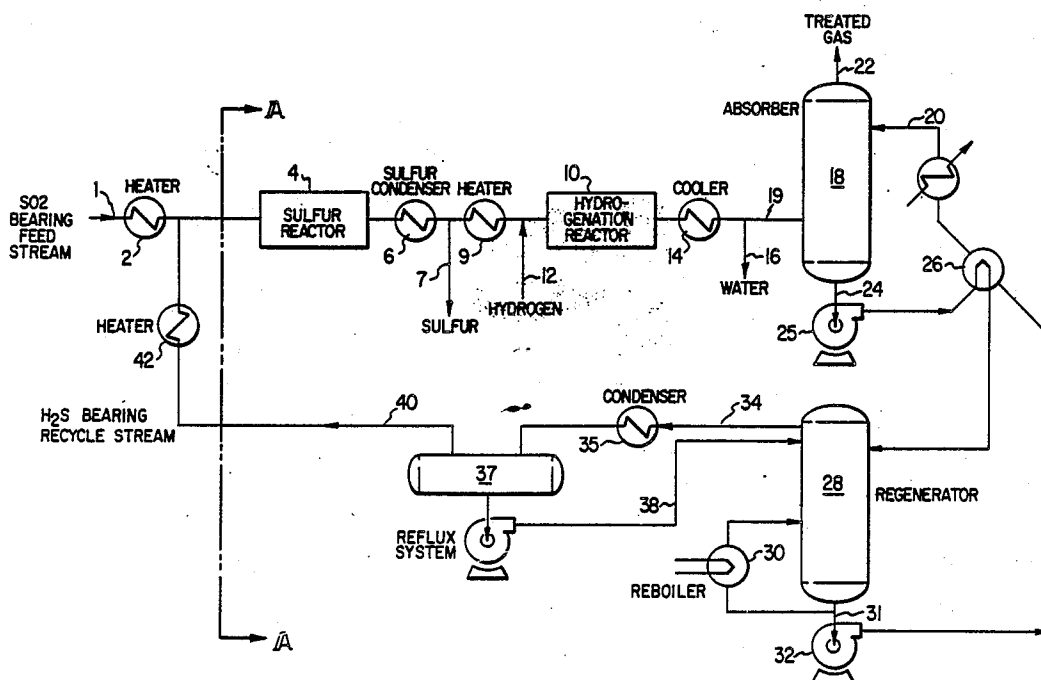 TREATED
GAS
22
A
ABSORBER
20
1
HEATER
4
SULFUR
CONDENSER
HEATER
10
COOLER
18
SO2
BEARING
FEED
STREAM
2
SULFUR
REACTOR
6
9
HYDRO-
GENATION
REACTOR
14
19
7
12
16
26
HYDROGEN
WATER
24
SULFUR
25
HEATER
42
H2S BEARING
RECYCLE STREAM
40
CONDENSER
34
35
37
28
REGENERATOR
38
REFLUX
SYSTEM
30
REBOILER
31
A
32